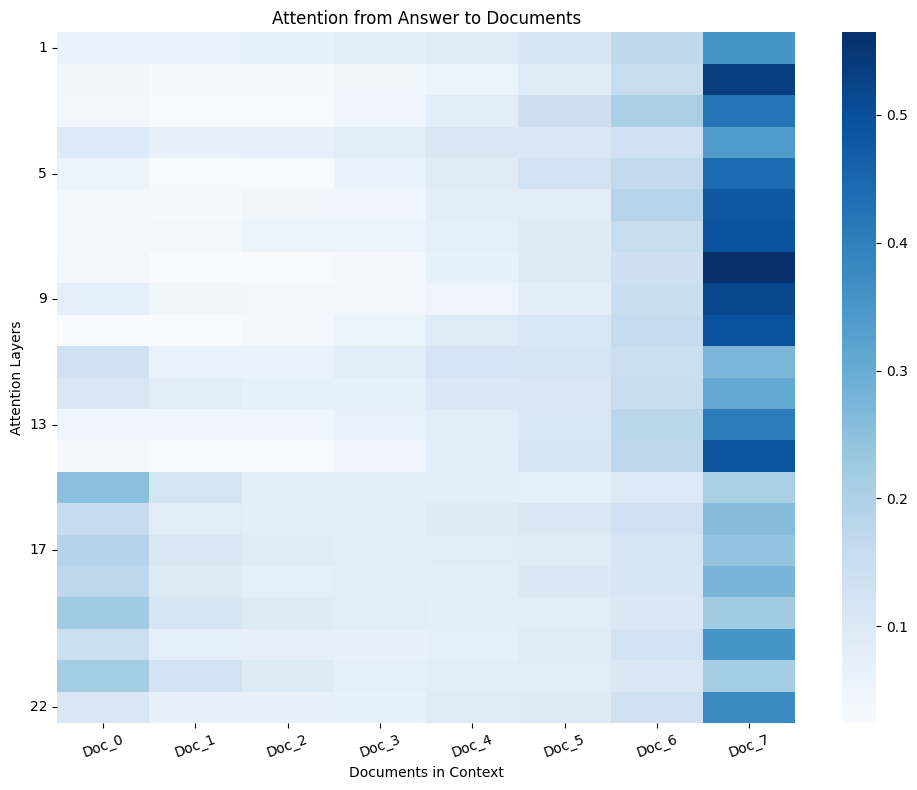 Attention from Answer to Documents
Attention Layers
1
5
9
13
17
22
Doc_0 Doc_1 Doc_2 Doc_3 Doc_4 Doc_5 Doc_6 Doc_7
Documents in Context
0.5
0.4
0.3
0.2
0.1